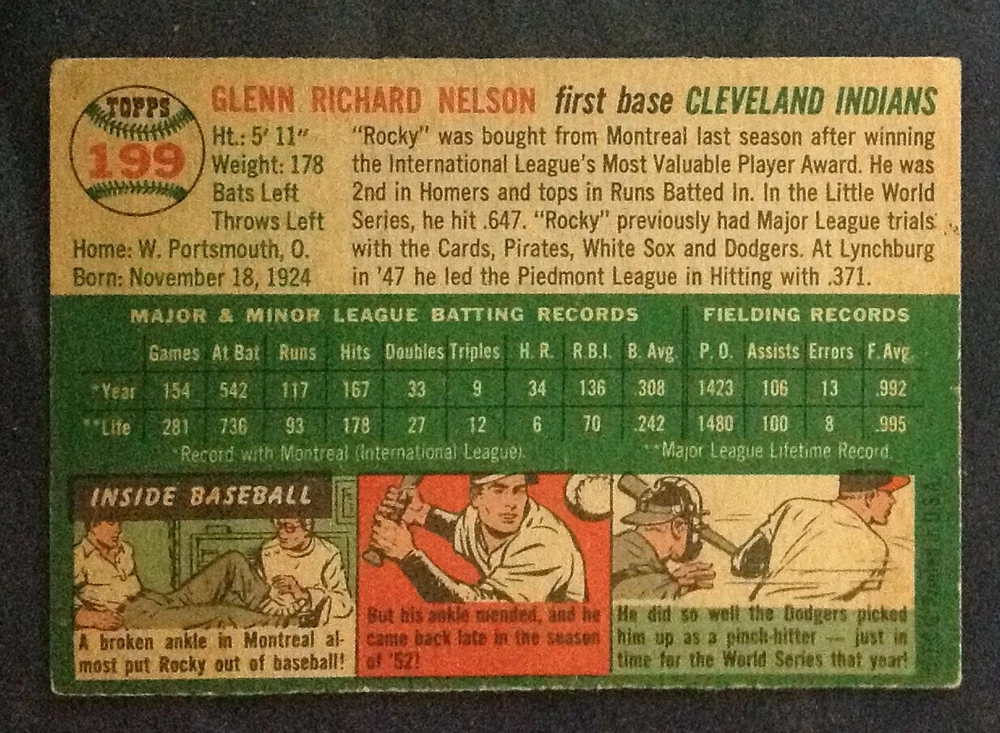 TOPPS
199
GLENN RICHARD NELSON first base CLEVELAND INDIANS
Ht.: 5' 11"
Weight: 178
Bats Left
Throws Left
Home: W. Portsmouth, O.
Born: November 18, 1924
"Rocky" was bought from Montreal last season after winning
the International League's Most Valuable Player Award. He was
2nd in Homers and tops in Runs Batted In. In the Little World
Series, he hit .647. "Rocky" previously had Major League trials
with the Cards, Pirates, White Sox and Dodgers. At Lynchburg
in '47 he led the Piedmont League in Hitting with .371.
MAJOR & MINOR LEAGUE BATTING RECORDS FIELDING RECORDS
Games At Bat Runs Hits Doubles Triples H. R. R.B.I. B. Avg. P. O. Assists Errors F. Avg.
*Year 154 542 117 167 33 9 34 136 .308 1423 106 13 .992
**Life 281 736 93 178 27 12 6 70 .242 1480 100 8 .995
*Record with Montreal (International League). **Major League Lifetime Record.
INSIDE BASEBALL
A broken ankle in Montreal al-
most put Rocky out of baseball!
But his ankle mended, and he
came back late in the season
of '52!
He did so well the Dodgers picked
him up as a pinch-hitter — just in
time for the World Series that year!